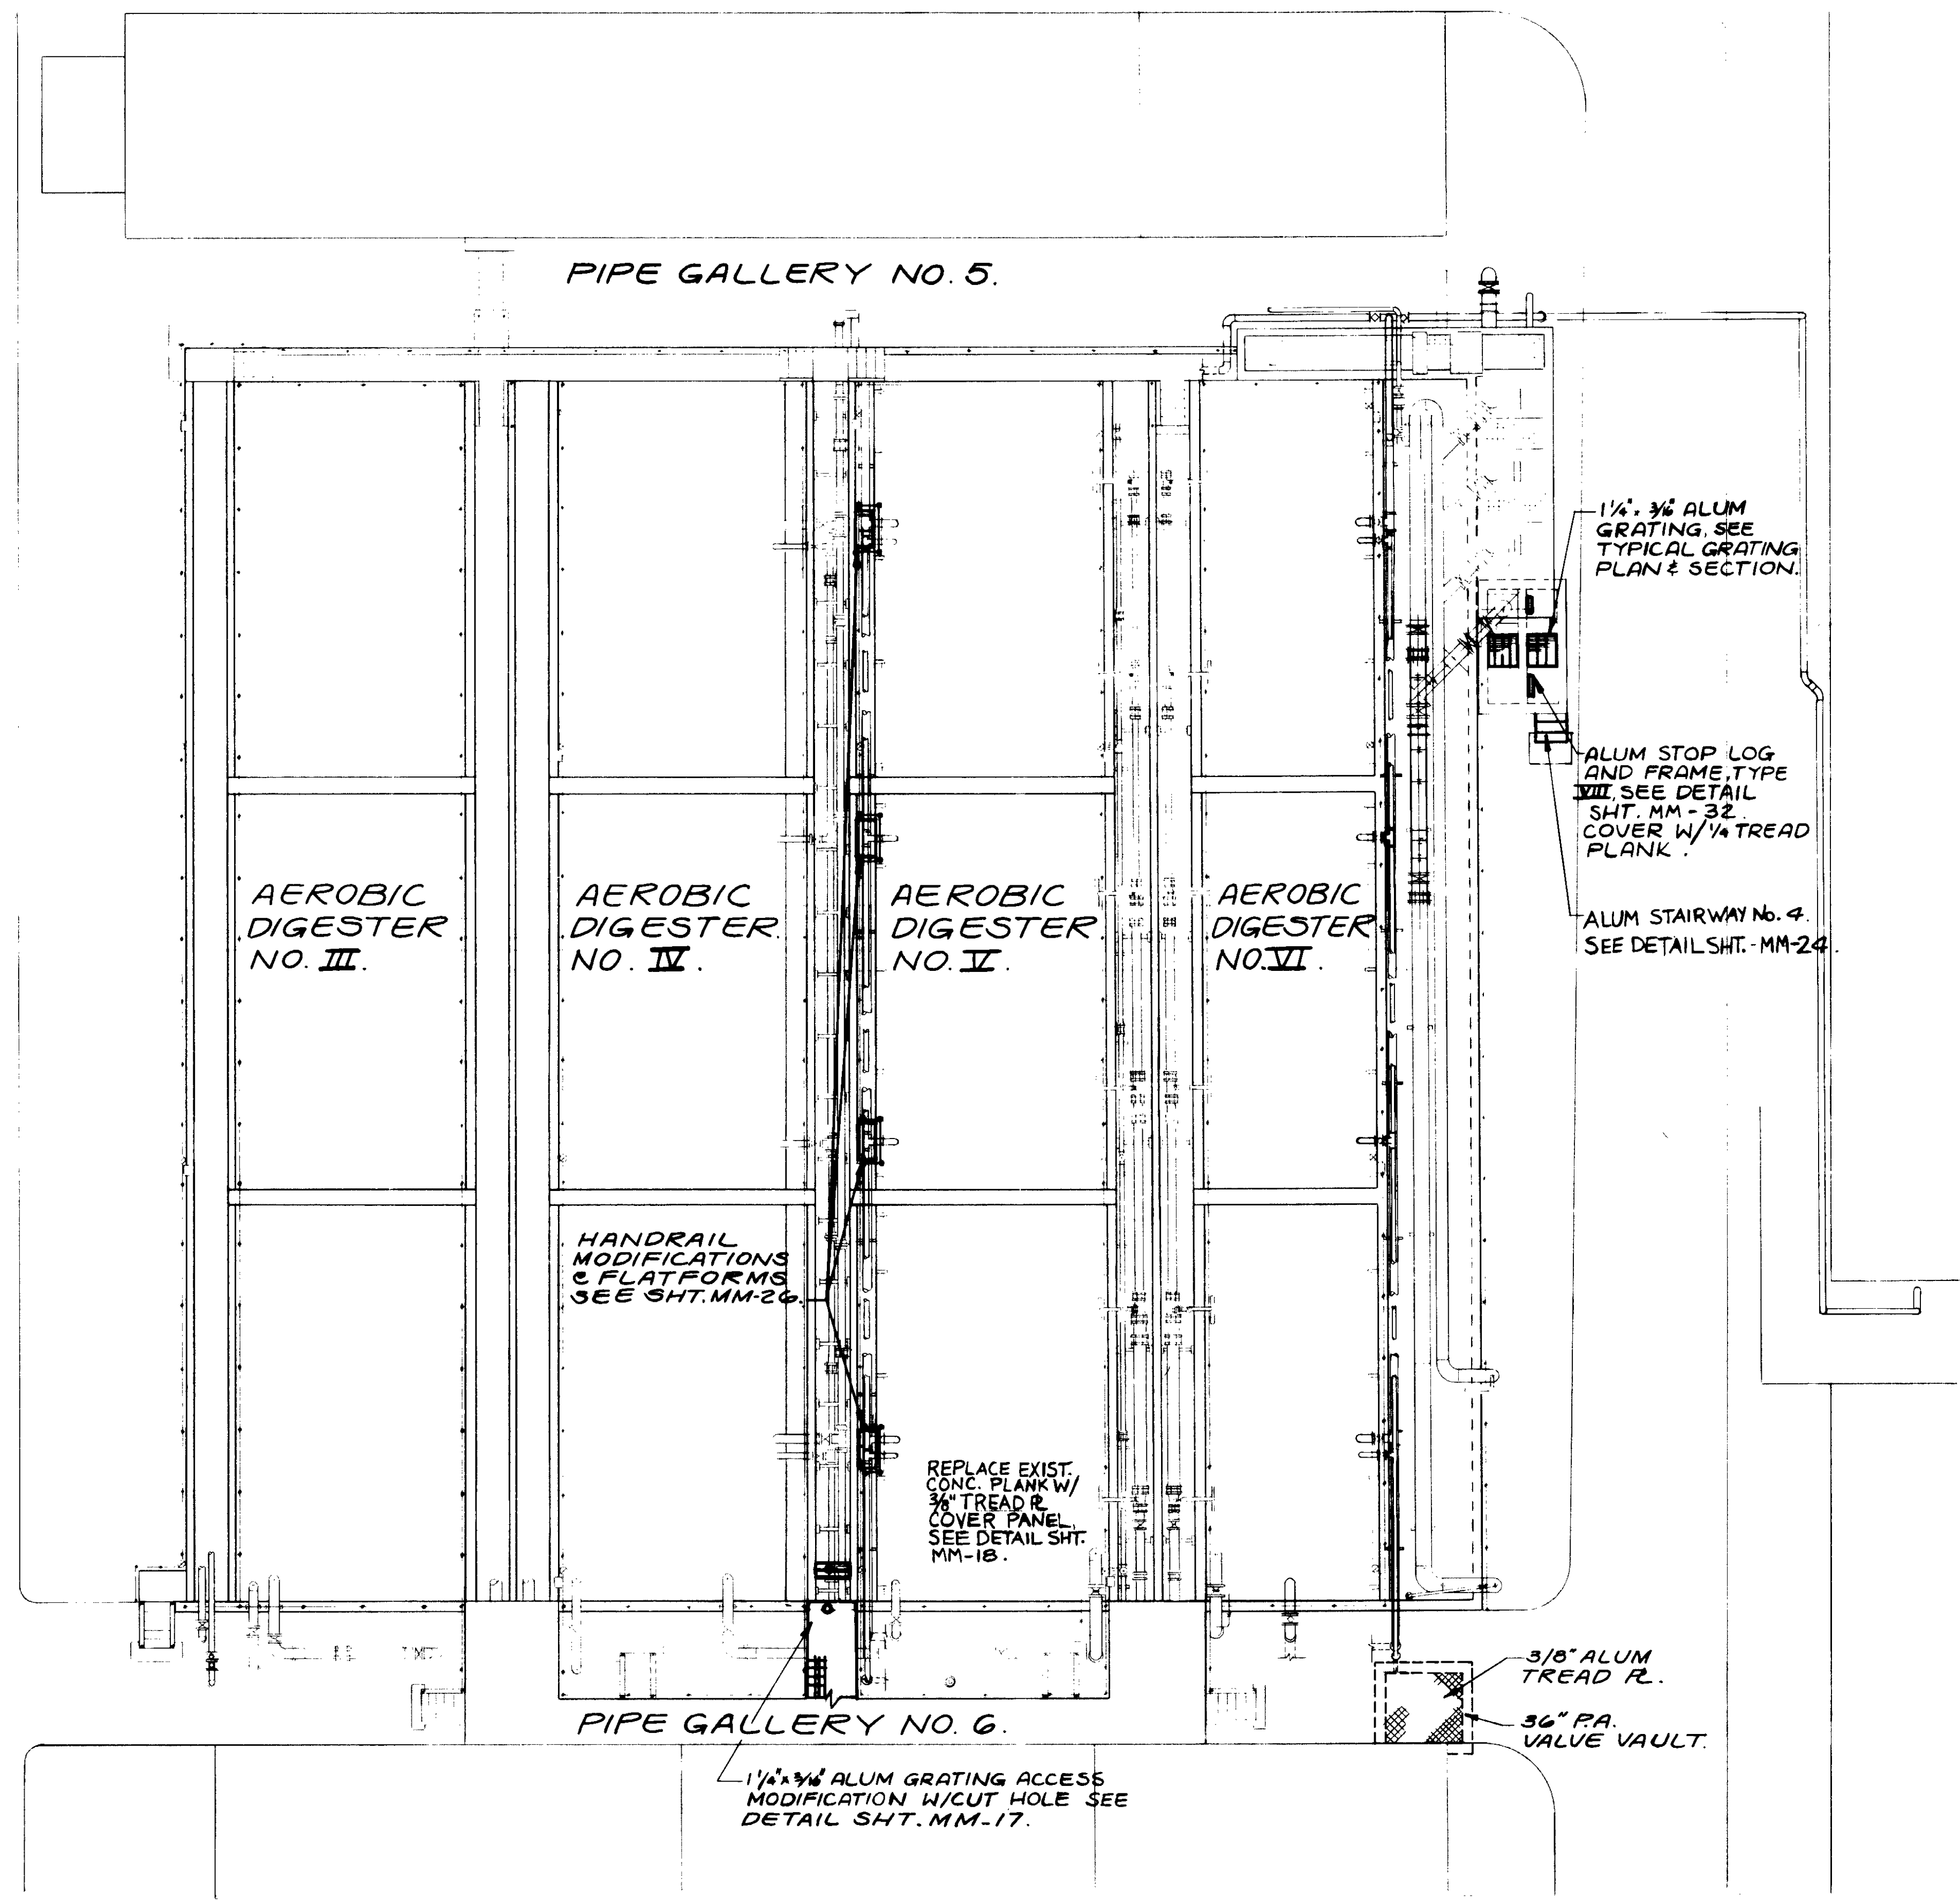 PIPE GALLERY NO. 5.
1 1/4" x 3/16" ALUM
GRATING, SEE
TYPICAL GRATING
PLAN & SECTION.
ALUM STOP LOG
AND FRAME, TYPE
VIII, SEE DETAIL
SHT. MM-32.
COVER W/ 1/4 TREAD
PLANK.
AEROBIC
DIGESTER
NO. III.
AEROBIC
DIGESTER
NO. IV.
AEROBIC
DIGESTER
NO. V.
AEROBIC
DIGESTER
NO. VI.
ALUM STAIRWAY No. 4.
SEE DETAIL SHT.-MM-24.
HANDRAIL
MODIFICATIONS
@ FLATFORMS
SEE SHT. MM-26.
REPLACE EXIST.
CONC. PLANK W/
3/8" TREAD PL
COVER PANEL,
SEE DETAIL SHT.
MM-18.
3/8" ALUM
TREAD PL.
36" P.A.
VALVE VAULT.
PIPE GALLERY NO. 6.
1 1/4" x 3/16" ALUM GRATING ACCESS
MODIFICATION W/CUT HOLE SEE
DETAIL SHT. MM-17.